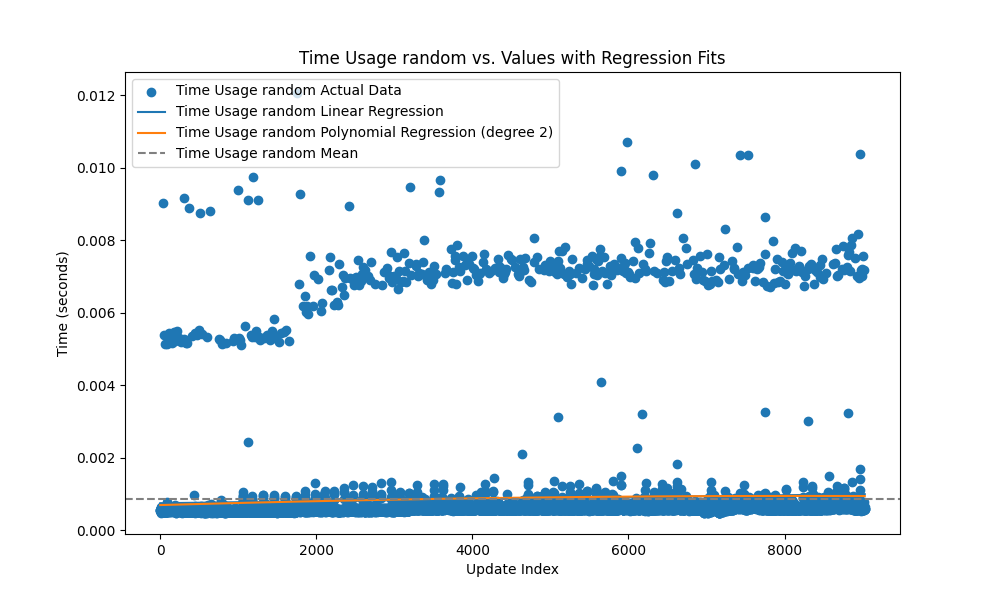 Time Usage random vs. Values with Regression Fits
Time Usage random Actual Data
Time Usage random Linear Regression
Time Usage random Polynomial Regression (degree 2)
Time Usage random Mean
0.012
0.010
0.008
0.006
0.004
0.002
0.000
Time (seconds)
0 2000 4000 6000 8000
Update Index